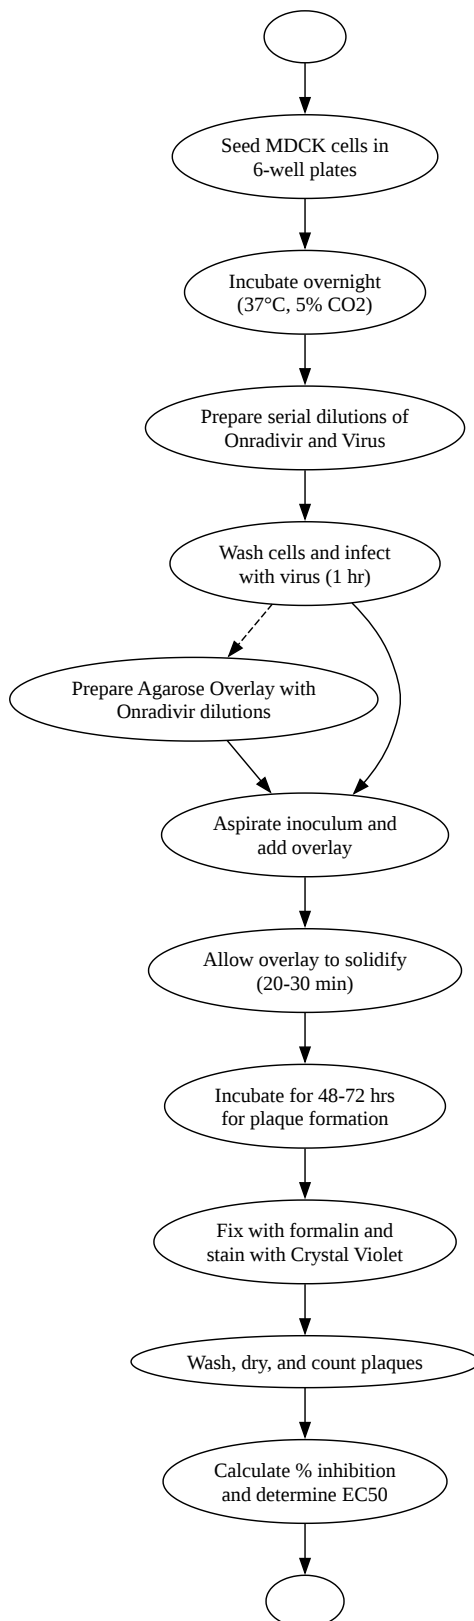 Seed MDCK cells in
6-well plates
Incubate overnight
(37°C, 5% CO2)
Prepare serial dilutions of
Onradivir and Virus
Wash cells and infect
with virus (1 hr)
Prepare Agarose Overlay with
Onradivir dilutions
Aspirate inoculum and
add overlay
Allow overlay to solidify
(20-30 min)
Incubate for 48-72 hrs
for plaque formation
Fix with formalin and
stain with Crystal Violet
Wash, dry, and count plaques
Calculate % inhibition
and determine EC50